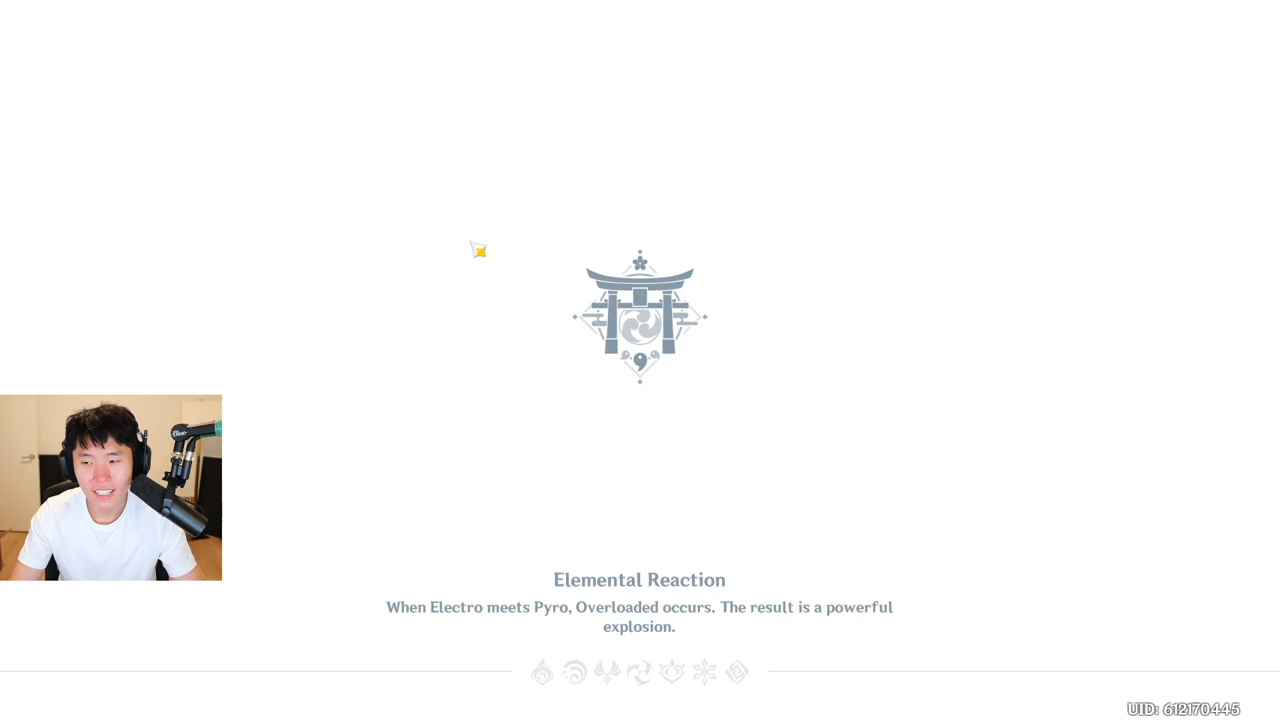 Elemental Reaction
When Electro meets Pyro, Overloaded occurs. The result is a powerful
explosion.
UID: 612170445